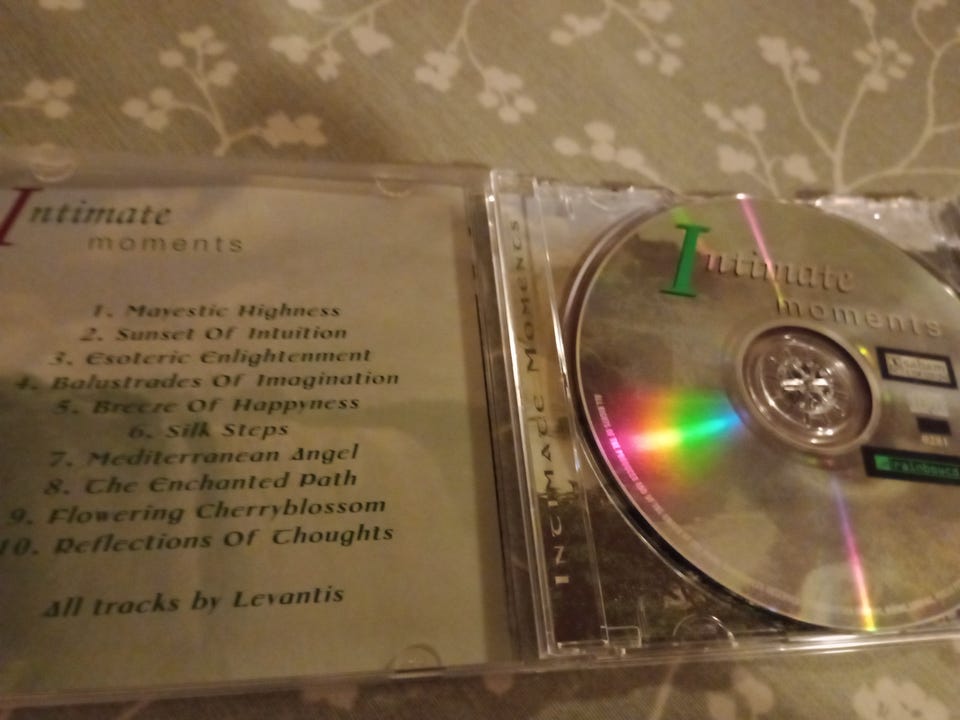 Intimate
moments
1. Mayestic Highness
2. Sunset Of Intuïtion
3. Esoteric Enlightenment
4. Balustrades Of Imagination
5. Breeze Of Happyness
6. Silk Steps
7. Mediterranean Angel
8. The Enchanted Path
9. Flowering Cherryblossom
10. Reflections Of Thoughts
All tracks by Levantis
INTIMADE MOMENTS
Intimate
moments